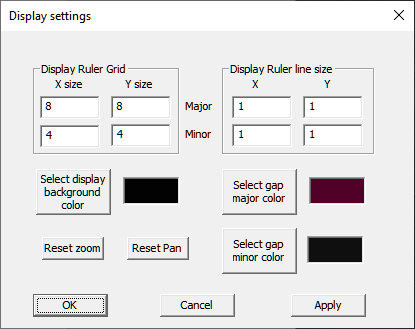 Display settings
Display Ruler Grid
X size Y size
8 8
4 4
Major
Minor
Display Ruler line size
X Y
1 1
1 1
Select display
background
color
Select gap
major color
Reset zoom
Reset Pan
Select gap
minor color
OK
Cancel
Apply